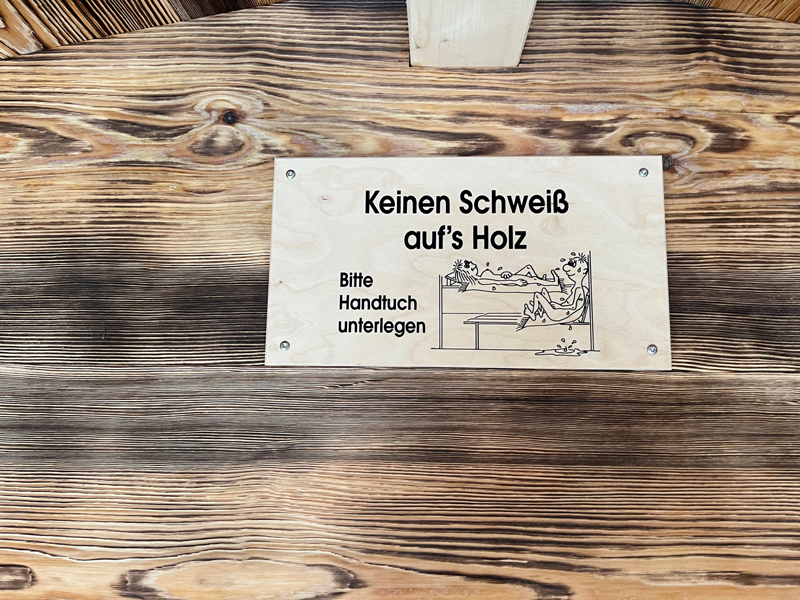 Keinen Schweiß
auf's Holz
Bitte
Handtuch
unterlegen